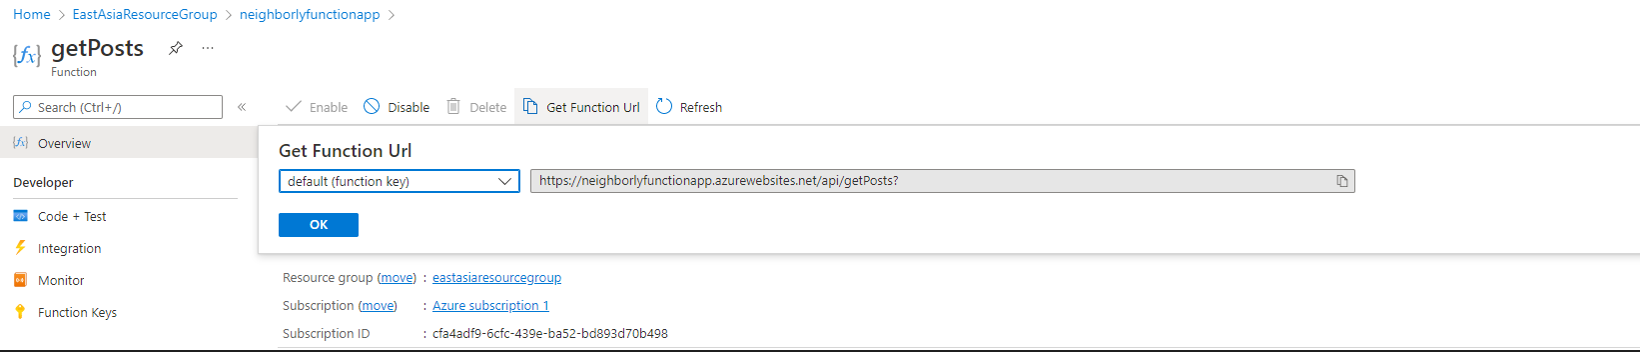 Home > EastAsiaResourceGroup > neighborlyfunctionapp >
{fx} getPosts ...
Function
Search (Ctrl+/) «
Enable Disable Delete Get Function Url Refresh
Overview
Get Function Url
default (function key) https://neighborlyfunctionapp.azurewebsites.net/api/getPosts?
OK
Developer
Code + Test
Integration
Monitor
Function Keys
Resource group (move) : eastasiaresourcegroup
Subscription (move) : Azure subscription 1
Subscription ID : cfa4adf9-6cfc-439e-ba52-bd893d70b498